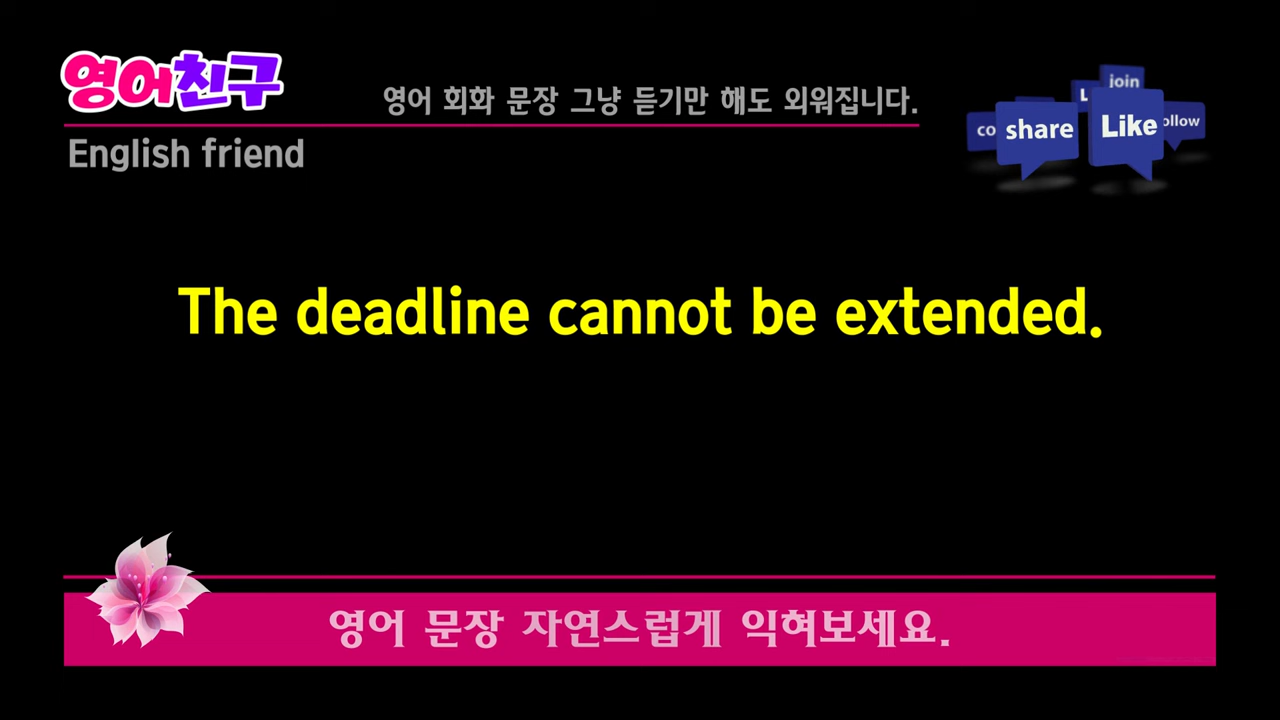 영어친구
영어 회화 문장 그냥 듣기만 해도 외워집니다.
English friend
join
L
co
share
Like
ollow
The deadline cannot be extended.
영어 문장 자연스럽게 익혀보세요.